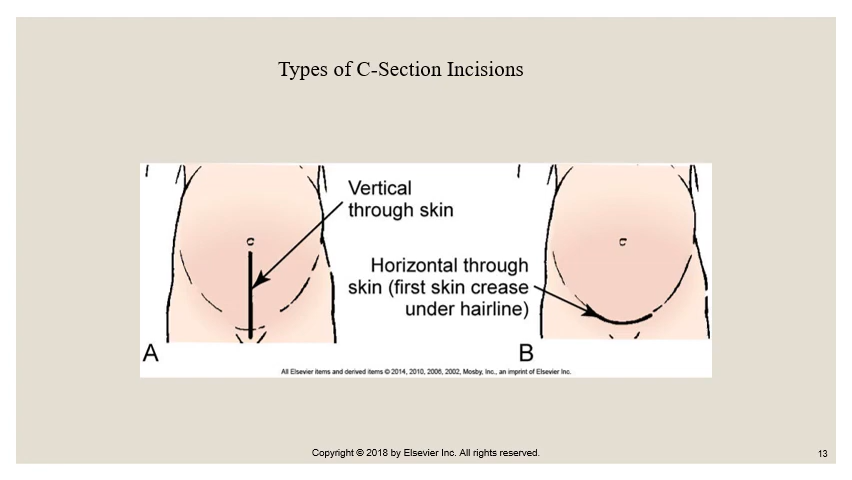 Types of C-Section Incisions
Vertical
through skin
Horizontal through
skin (first skin crease
under hairline)
A
B
All Elsevier items and derived items © 2014, 2010, 2006, 2002, Mosby, Inc., an imprint of Elsevier Inc.
Copyright © 2018 by Elsevier Inc. All rights reserved.
13